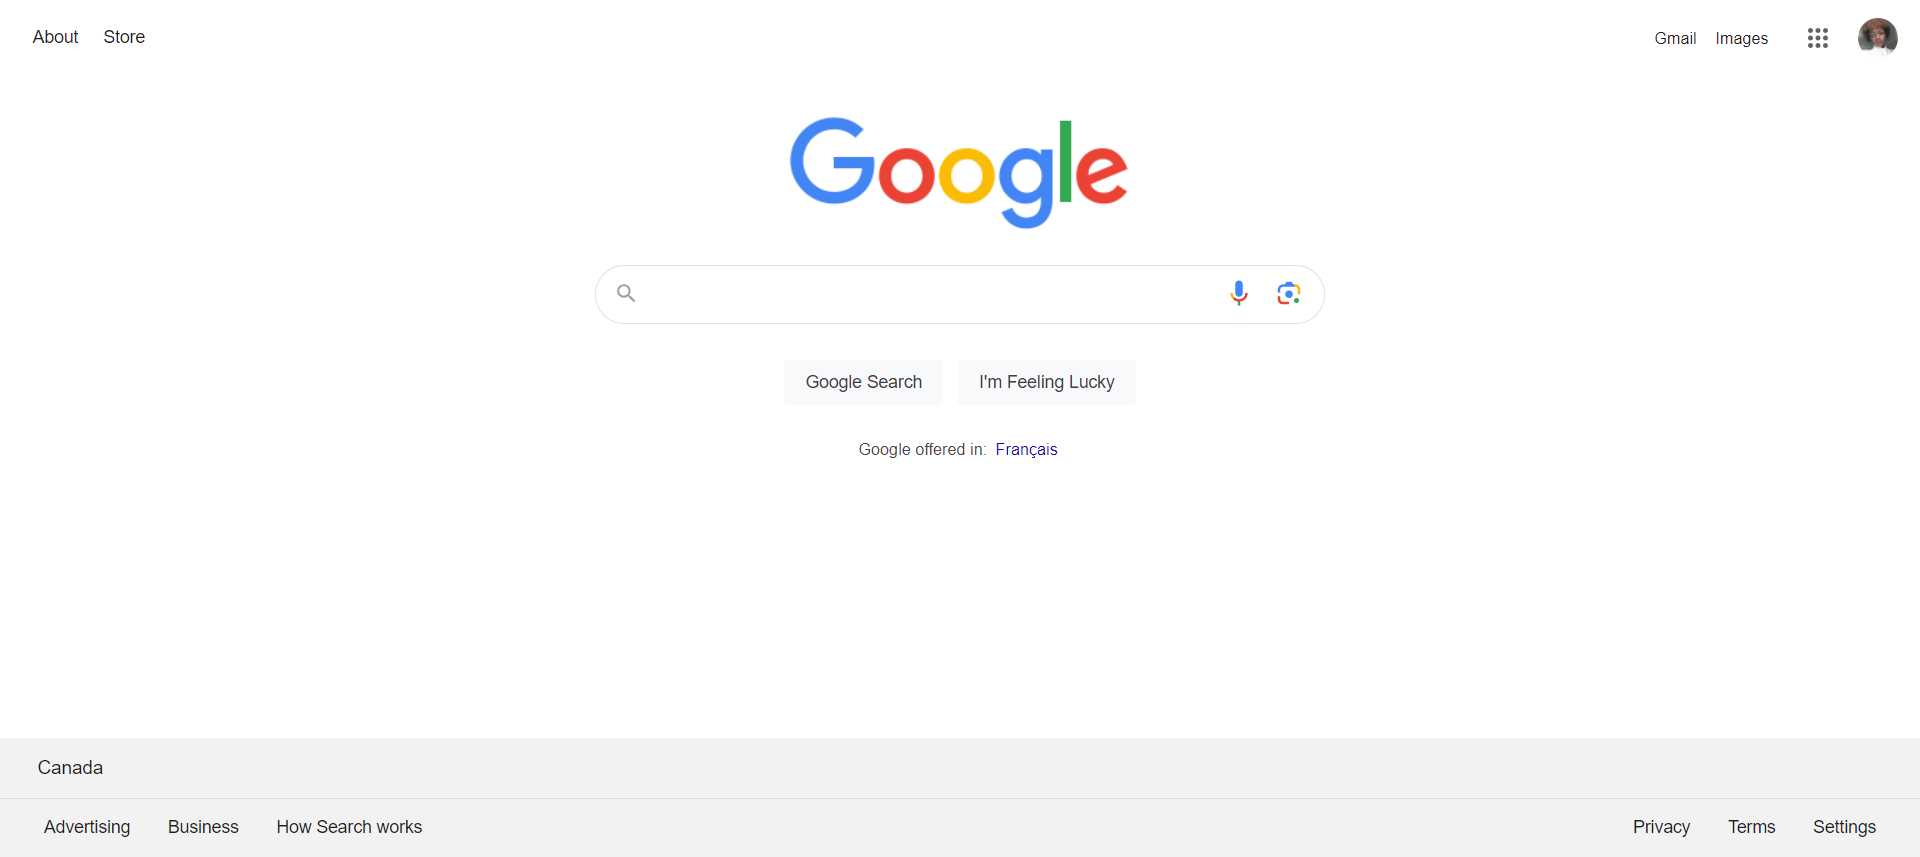 About Store
Gmail Images
Google
Google Search I'm Feeling Lucky
Google offered in: Français
Canada
Advertising Business How Search works
Privacy Terms Settings